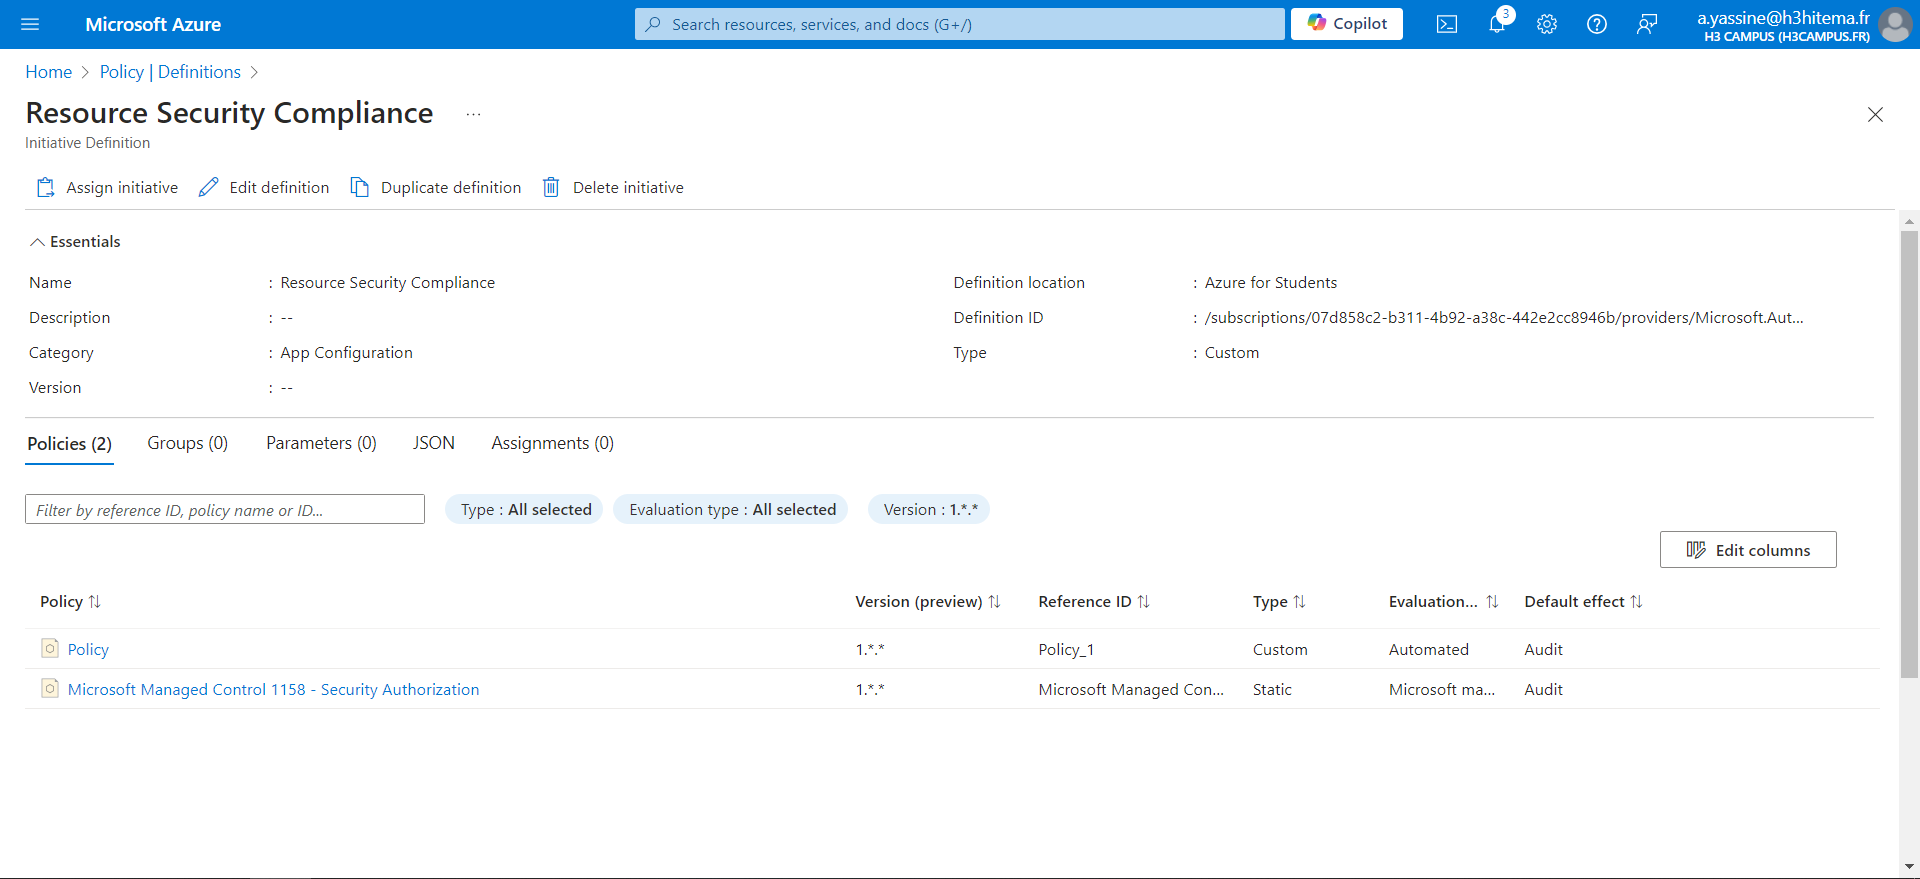 Microsoft Azure
Search resources, services, and docs (G+/)
Copilot
3
a.yassine@h3hitema.fr
H3 CAMPUS (H3CAMPUS.FR)
Home > Policy | Definitions >
Resource Security Compliance ...
Initiative Definition
Assign initiative Edit definition Duplicate definition Delete initiative
Essentials
Name : Resource Security Compliance Definition location : Azure for Students
Description : -- Definition ID : /subscriptions/07d858c2-b311-4b92-a38c-442e2cc8946b/providers/Microsoft.Aut...
Category : App Configuration Type : Custom
Version : --
Policies (2) Groups (0) Parameters (0) JSON Assignments (0)
Filter by reference ID, policy name or ID... Type : All selected Evaluation type : All selected Version : 1.*.*
Edit columns
Policy Version (preview) Reference ID Type Evaluation... Default effect
Policy 1.*.* Policy_1 Custom Automated Audit
Microsoft Managed Control 1158 - Security Authorization 1.*.* Microsoft Managed Con... Static Microsoft ma... Audit